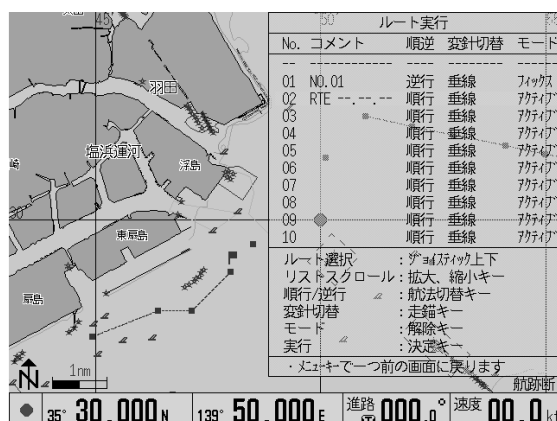 50'
45'
ルート実行
No. コメント 順逆 変針切替 モード
-- ---------- ---- -------- ------
01 NO.01 逆行 垂線 フィックス
02 RTE --.--.-- 順行 垂線 アクティブ
03 順行 垂線 アクティブ
04 順行 垂線 アクティブ
05 順行 垂線 アクティブ
06 順行 垂線 アクティブ
07 順行 垂線 アクティブ
08 順行 垂線 アクティブ
09 順行 垂線 アクティブ
10 順行 垂線 アクティブ
ルート選択 :ジョイスティック上下
リストスクロール:拡大、縮小キー
順行/逆行 :航法切替キー
変針切替 :走錨キー
モード :解除キー
実行 :決定キー
・メニューキーで一つ前の画面に戻ります
羽田
塩浜運河
浮島
東扇島
扇島
N
1nm
航跡断
35° 30.000 N 139° 50.000 E 進路 000.0° 速度 00.0 kt